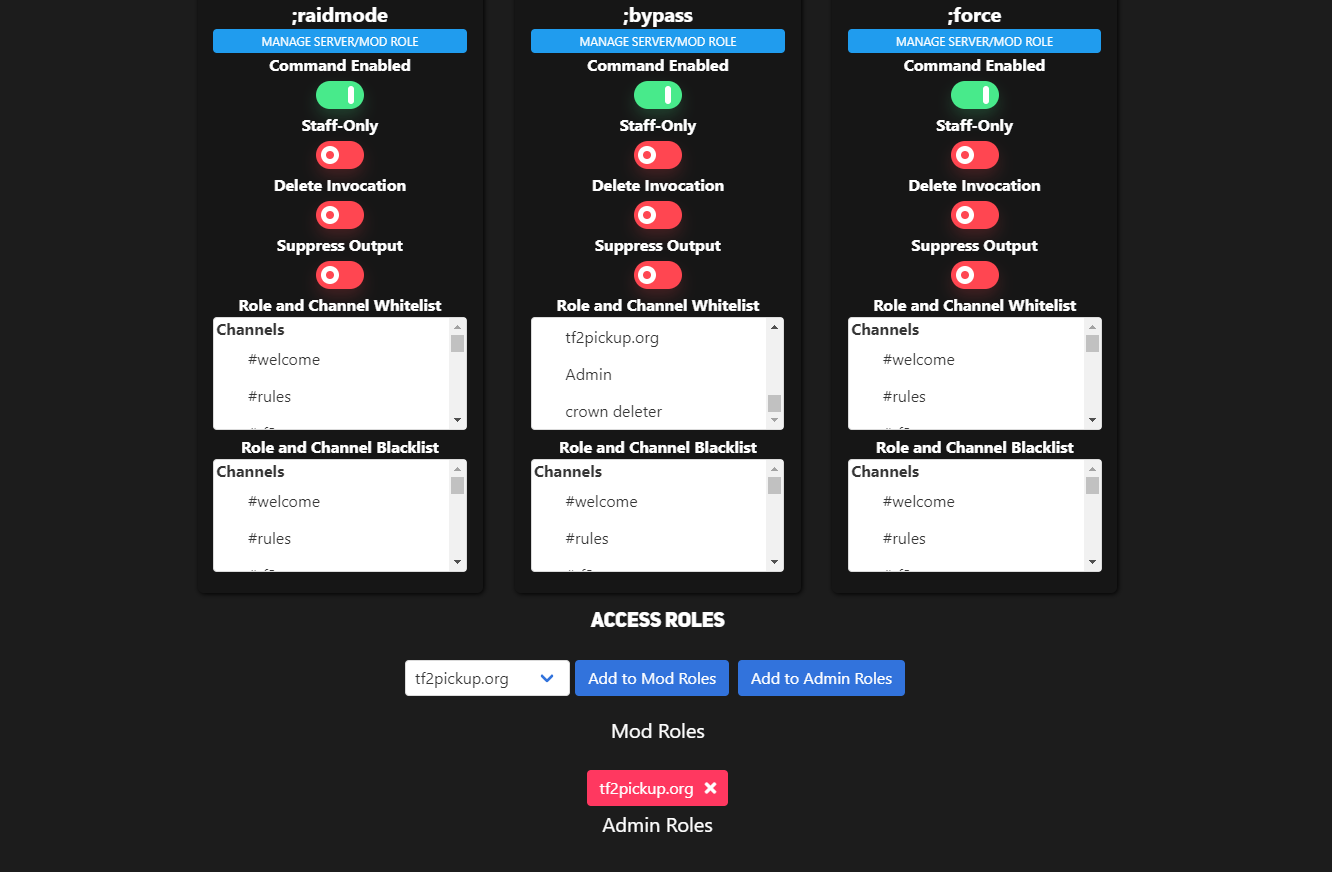 ;raidmode
MANAGE SERVER/MOD ROLE
Command Enabled
Staff-Only
Delete Invocation
Suppress Output
Role and Channel Whitelist
Channels
#welcome
#rules
Role and Channel Blacklist
Channels
#welcome
#rules
;bypass
MANAGE SERVER/MOD ROLE
Command Enabled
Staff-Only
Delete Invocation
Suppress Output
Role and Channel Whitelist
tf2pickup.org
Admin
crown deleter
Role and Channel Blacklist
Channels
#welcome
#rules
;force
MANAGE SERVER/MOD ROLE
Command Enabled
Staff-Only
Delete Invocation
Suppress Output
Role and Channel Whitelist
Channels
#welcome
#rules
Role and Channel Blacklist
Channels
#welcome
#rules
ACCESS ROLES
tf2pickup.org
Add to Mod Roles
Add to Admin Roles
Mod Roles
tf2pickup.org
Admin Roles